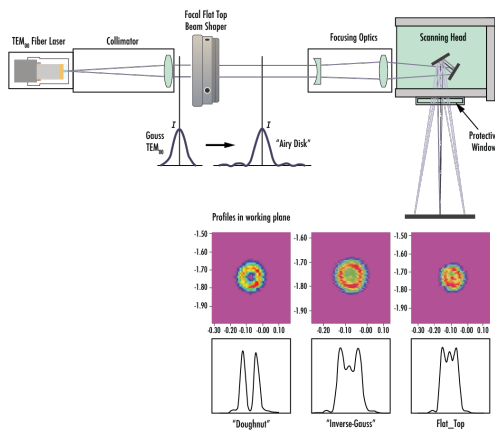 Focal Flat Top
Beam Shaper
TEM00 Fiber Laser
Collimator
Focusing Optics
Scanning Head
I
I
Gauss
TEM00
"Airy Disk"
Protective
Window
Profiles in working plane
-1.50
-1.60
-1.70
-1.80
-1.90
-0.30 -0.20 -0.10 -0.00 0.10
-1.60
-1.70
-1.80
-1.90
-0.20 -0.10 0.00 0.10
-1.50
-1.60
-1.70
-1.80
-1.90
-0.30 -0.20 -0.10 -0.00 0.10
"Doughnut"
"Inverse-Gauss"
Flat_Top